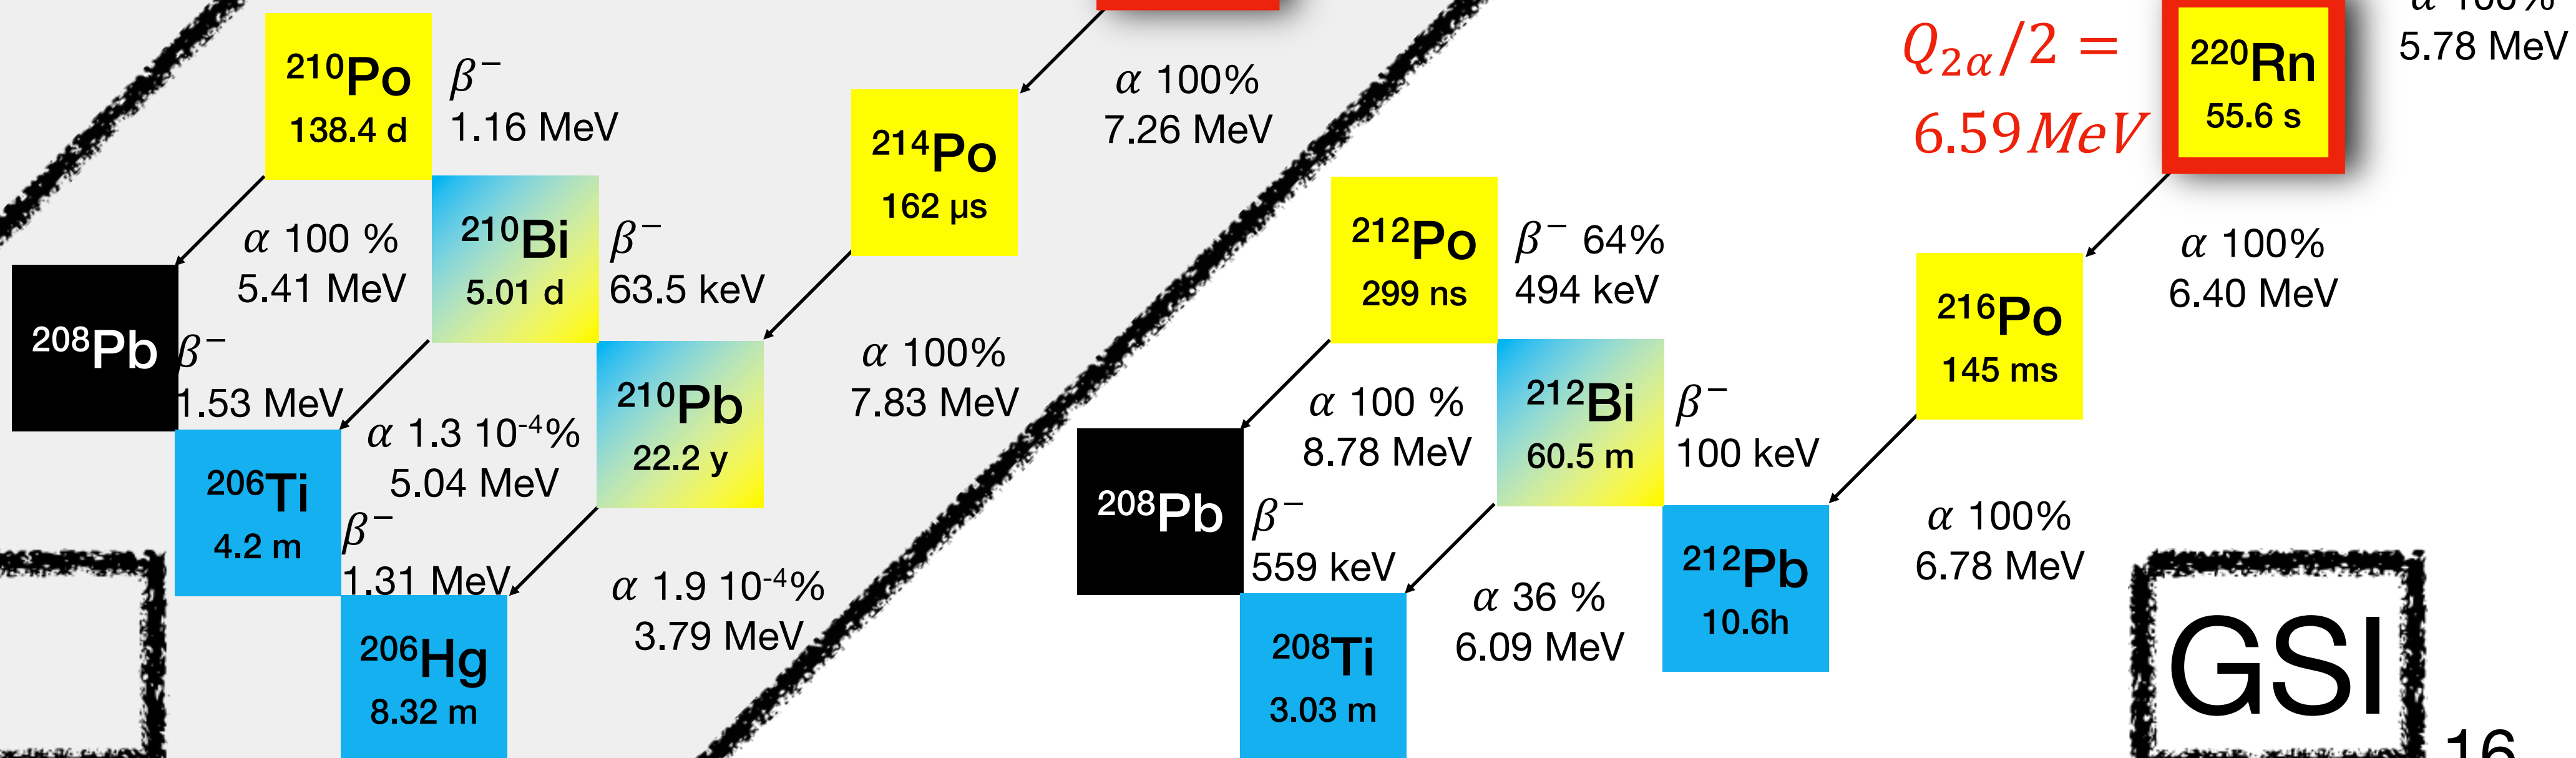 ²¹⁰Po
138.4 d
β⁻
1.16 MeV
α 100 %
5.41 MeV
²¹⁰Bi
5.01 d
β⁻
63.5 keV
²⁰⁸Pb
β⁻
1.53 MeV
α 1.3 10⁻⁴%
5.04 MeV
²¹⁰Pb
22.2 y
²⁰⁶Ti
4.2 m
β⁻
1.31 MeV
α 1.9 10⁻⁴%
3.79 MeV
²⁰⁶Hg
8.32 m
²¹⁴Po
162 µs
α 100%
7.26 MeV
α 100%
7.83 MeV
Q₂α/2 =
6.59MeV
²²⁰Rn
55.6 s
5.78 MeV
α 100%
6.40 MeV
²¹²Po
299 ns
β⁻ 64%
494 keV
²¹⁶Po
145 ms
α 100 %
8.78 MeV
²¹²Bi
60.5 m
β⁻
100 keV
²⁰⁸Pb
β⁻
559 keV
α 100%
6.78 MeV
²¹²Pb
10.6h
α 36 %
6.09 MeV
²⁰⁸Ti
3.03 m
GSI
16